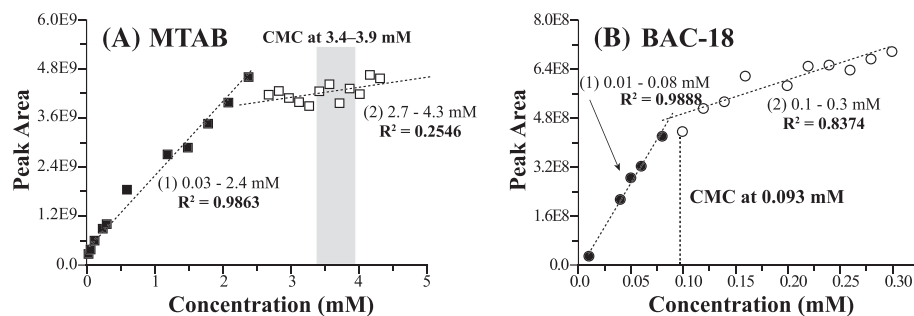 (A) MTAB
CMC at 3.4–3.9 mM
Peak Area
6.0E9
4.8E9
3.6E9
2.4E9
1.2E9
0.0
(1) 0.03 - 2.4 mM
R² = 0.9863
(2) 2.7 - 4.3 mM
R² = 0.2546
0 1 2 3 4 5
Concentration (mM)
(B) BAC-18
Peak Area
8.0E8
6.4E8
4.8E8
3.2E8
1.6E8
0.0
(1) 0.01 - 0.08 mM
R² = 0.9888
(2) 0.1 - 0.3 mM
R² = 0.8374
CMC at 0.093 mM
0.0 0.05 0.10 0.15 0.20 0.25 0.30
Concentration (mM)